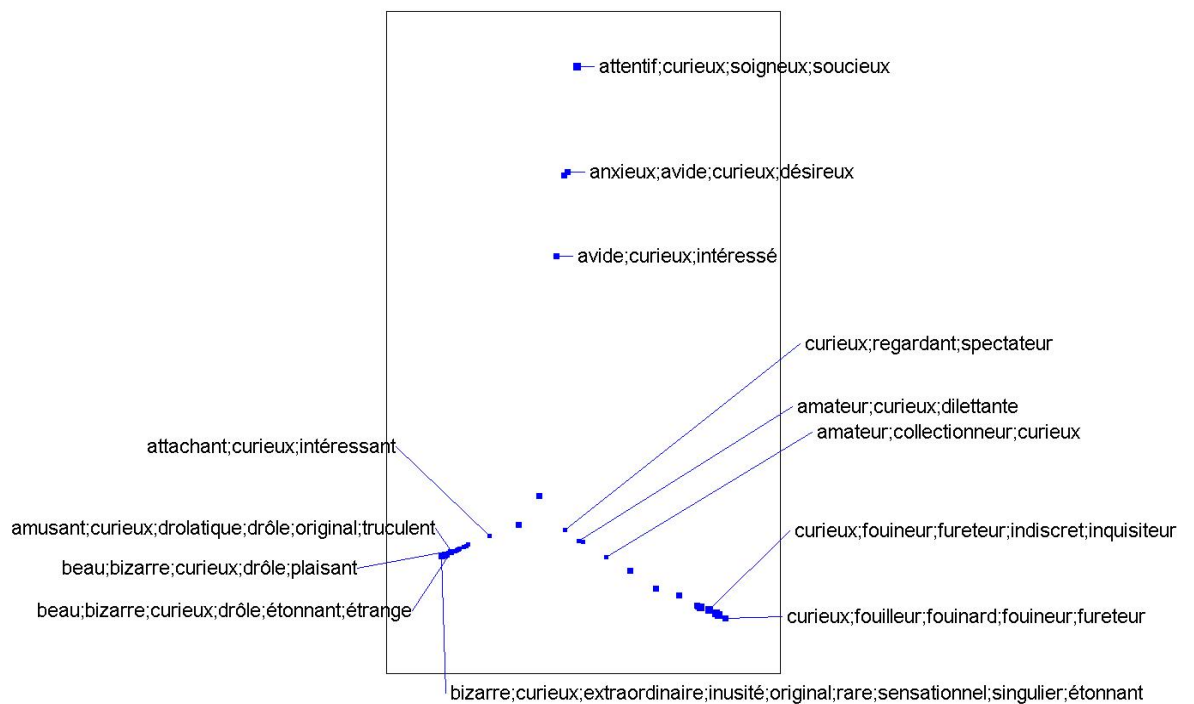 attentif;curieux;soigneux;soucieux
anxieux;avide;curieux;désireux
avide;curieux;intéressé
curieux;regardant;spectateur
amateur;curieux;dilettante
amateur;collectionneur;curieux
attachant;curieux;intéressant
amusant;curieux;drolatique;drôle;original;truculent
curieux;fouineur;fureteur;indiscret;inquisiteur
beau;bizarre;curieux;drôle;plaisant
beau;bizarre;curieux;drôle;étonnant;étrange
curieux;fouilleur;fouinard;fouineur;fureteur
bizarre;curieux;extraordinaire;inusité;original;rare;sensationnel;singulier;étonnant